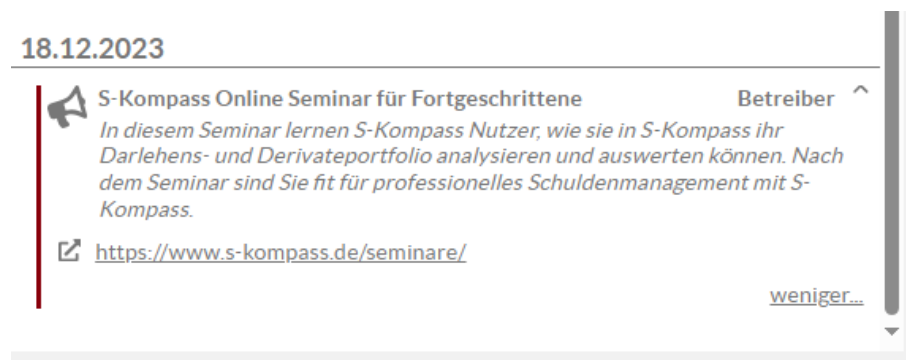 18.12.2023
S-Kompass Online Seminar für Fortgeschrittene Betreiber
In diesem Seminar lernen S-Kompass Nutzer, wie sie in S-Kompass ihr
Darlehens- und Derivateportfolio analysieren und auswerten können. Nach
dem Seminar sind Sie fit für professionelles Schuldenmanagement mit S-
Kompass.
https://www.s-kompass.de/seminare/
weniger...